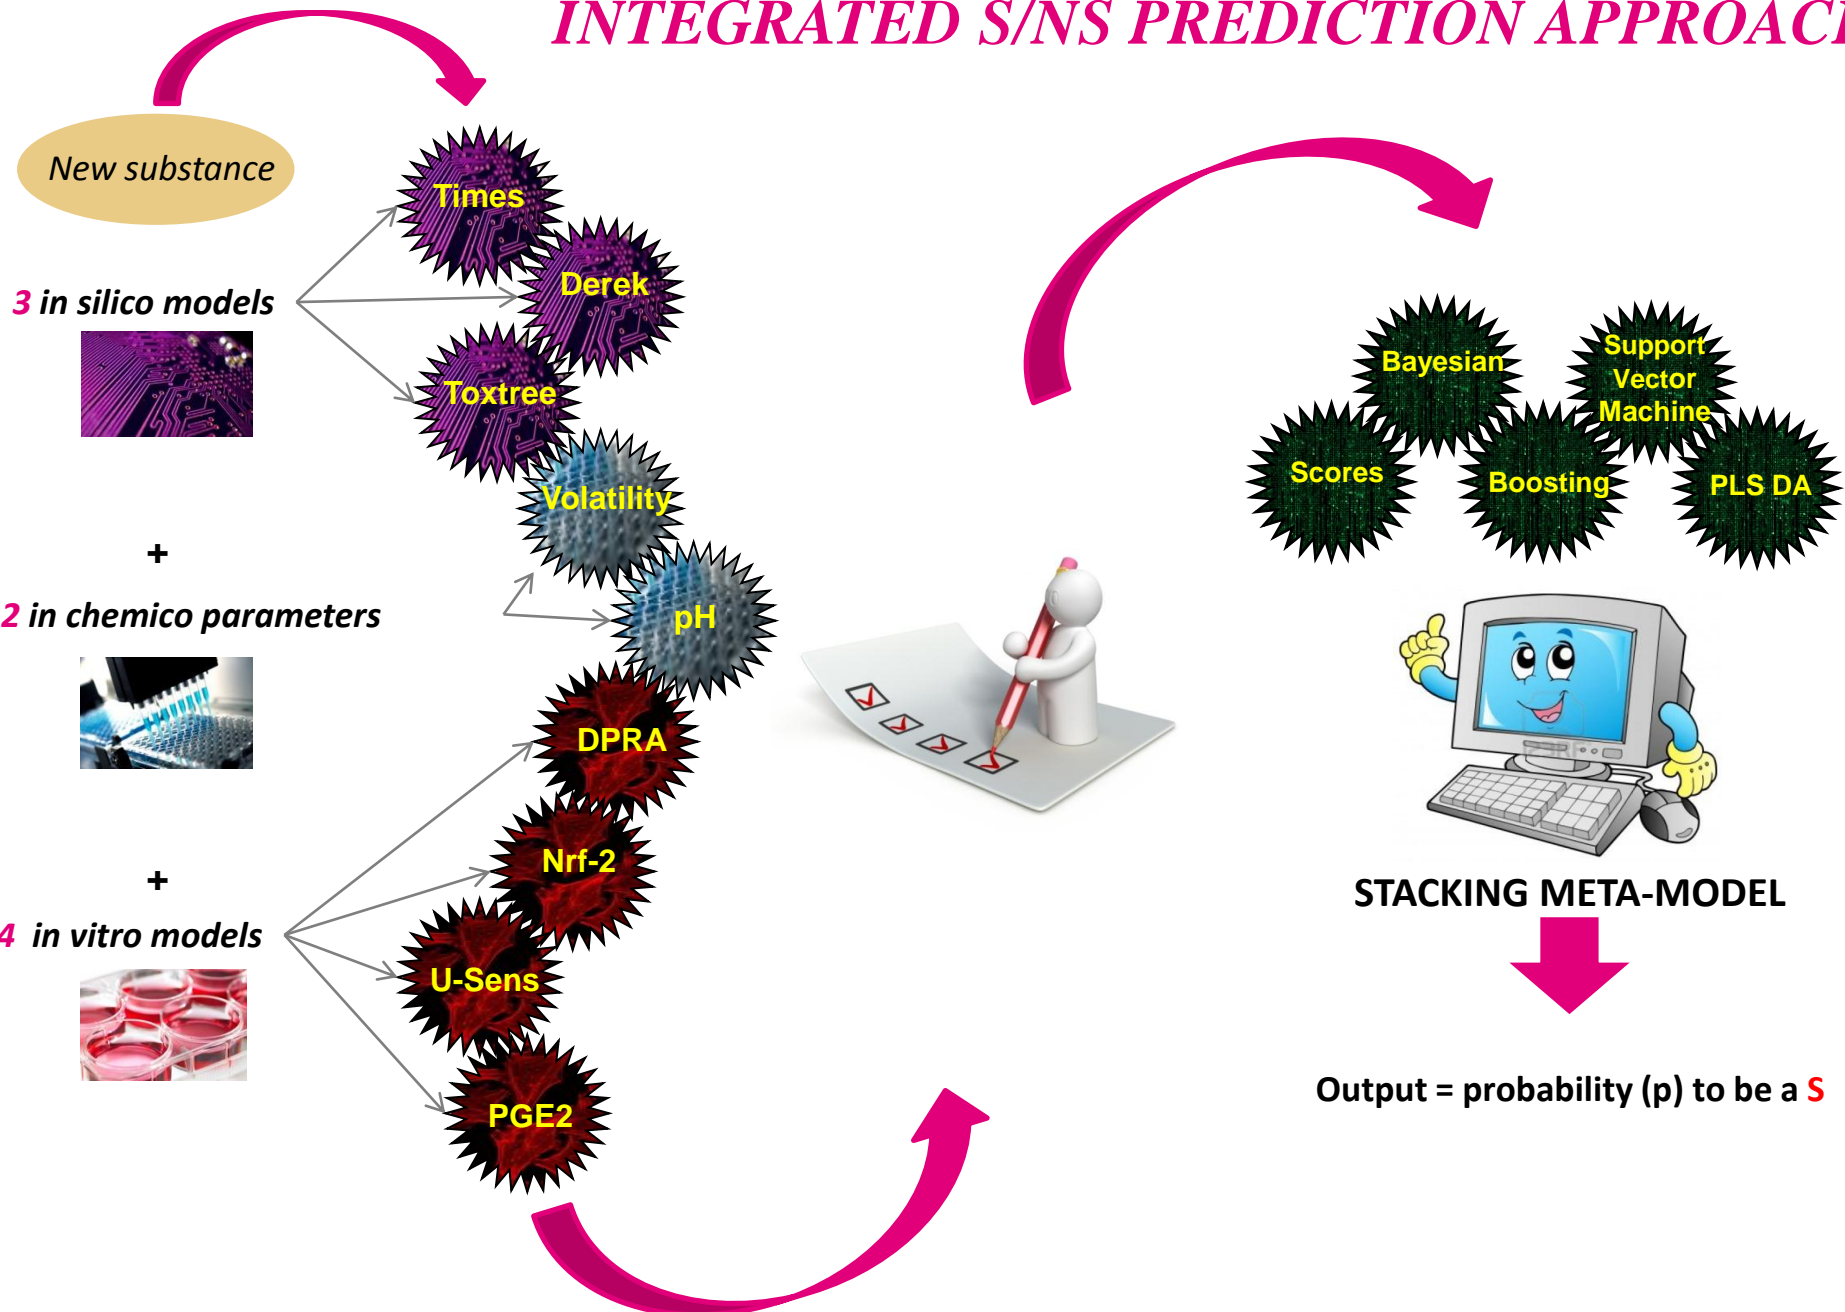 INTEGRATED S/NS PREDICTION APPROACH
New substance
3 in silico models
Times
Derek
Toxtree
+
2 in chemico parameters
Volatility
pH
+
4 in vitro models
DPRA
Nrf-2
U-Sens
PGE2
Bayesian
Support
Vector
Machine
Scores
Boosting
PLS DA
STACKING META-MODEL
Output = probability (p) to be a S